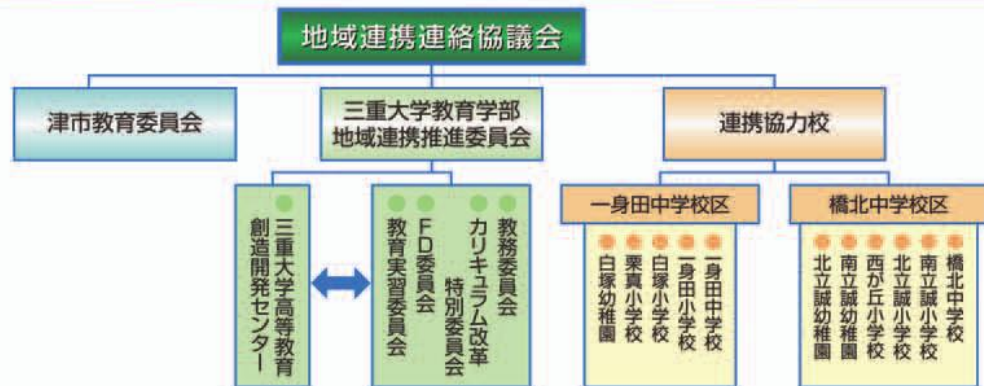 地域連携連絡協議会
津市教育委員会
三重大学教育学部
地域連携推進委員会
連携協力校
三重大学高等教育
創造開発センター
教務委員会
カリキュラム改革
特別委員会
FD委員会
教育実習委員会
一身田中学校区
一身田中学校
一身田小学校
白塚小学校
栗真小学校
白塚幼稚園
橋北中学校区
橋北中学校
南立誠小学校
北立誠小学校
西が丘小学校
南立誠幼稚園
北立誠幼稚園